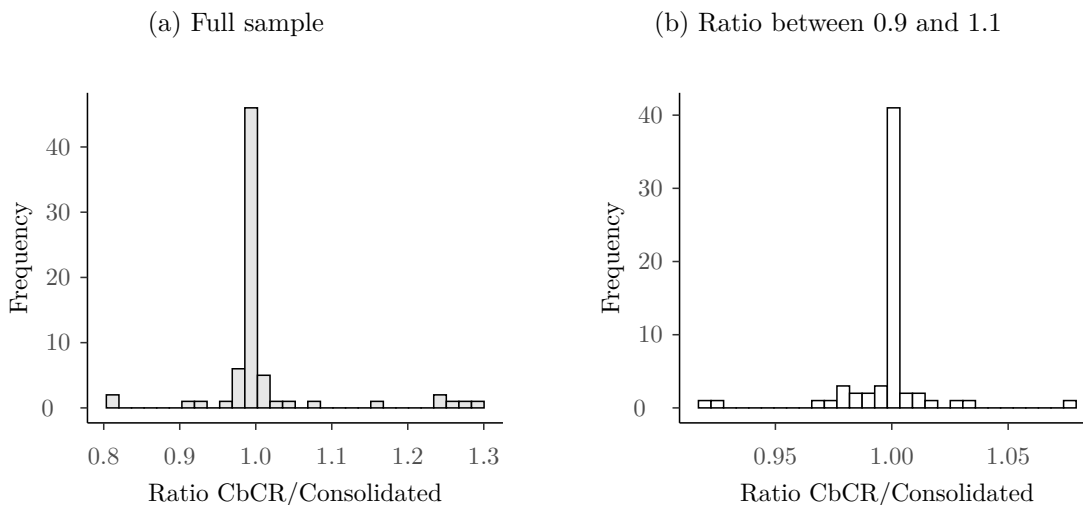 (a) Full sample
Frequency
40
30
20
10
0
0.8 0.9 1.0 1.1 1.2 1.3
Ratio CbCR/Consolidated
(b) Ratio between 0.9 and 1.1
Frequency
40
30
20
10
0
0.95 1.00 1.05
Ratio CbCR/Consolidated